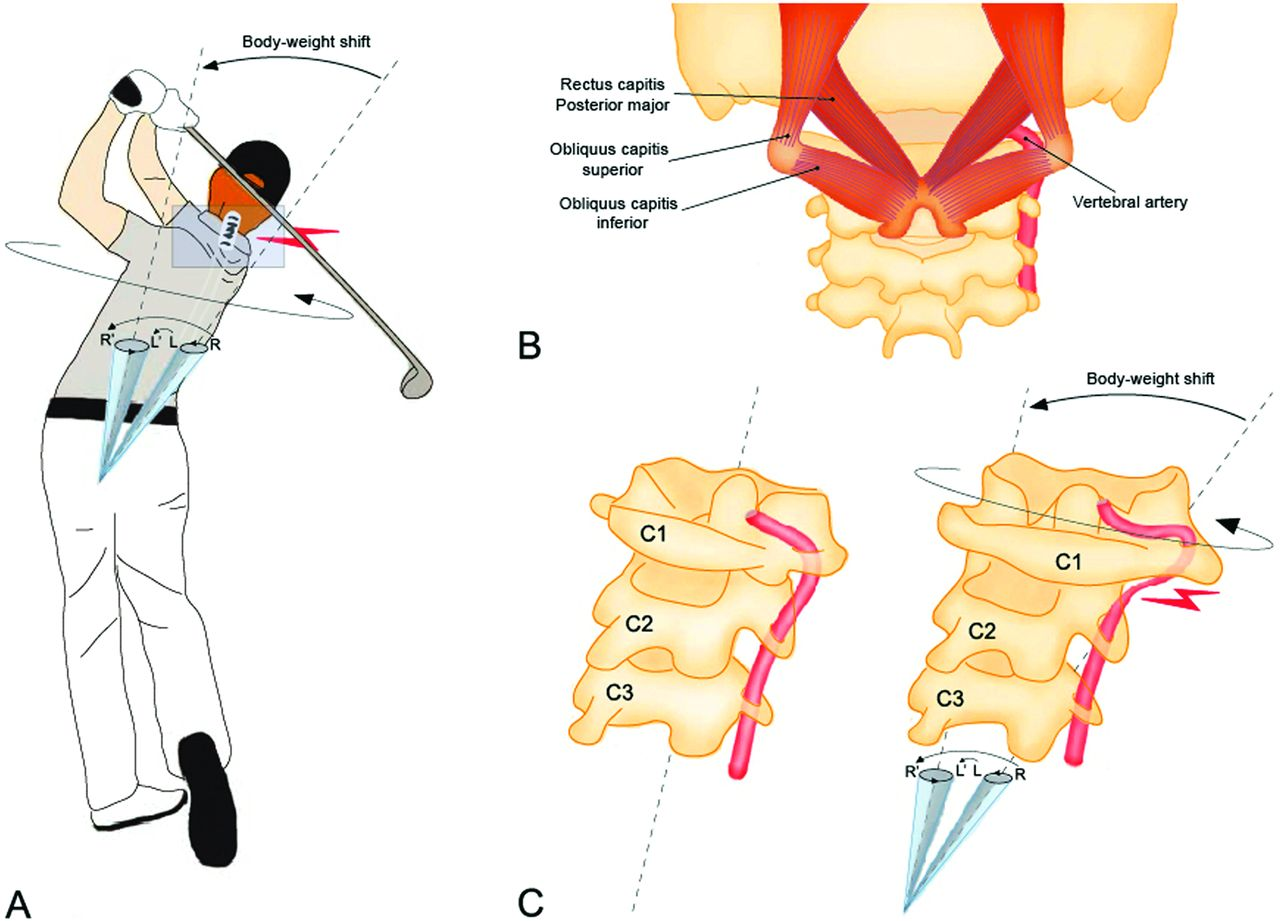 Body-weight shift
R'
L'
L
R
A
Rectus capitis
Posterior major
Obliquus capitis
superior
Obliquus capitis
inferior
Vertebral artery
B
C1
C2
C3
Body-weight shift
C1
C2
C3
R'
L'
L
R
C